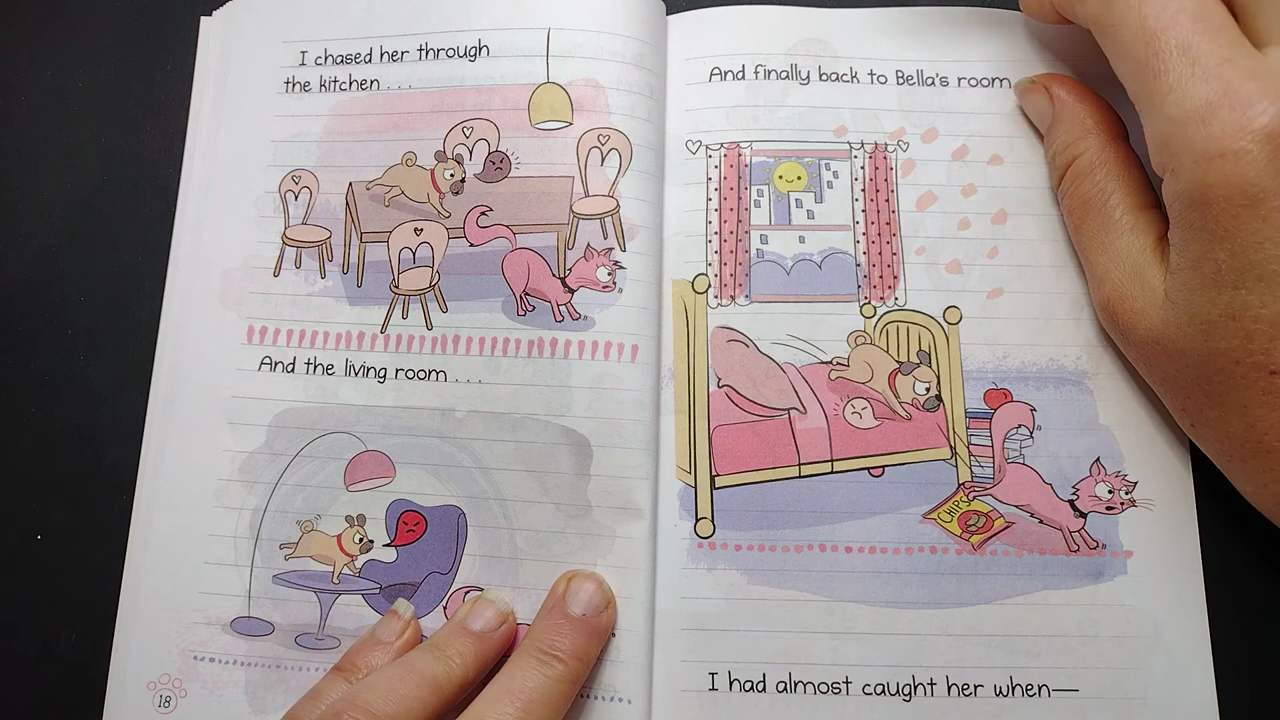 I chased her through
the kitchen . . .
And the living room . . .
18
And finally back to Bella's room
CHIPS
I had almost caught her when—